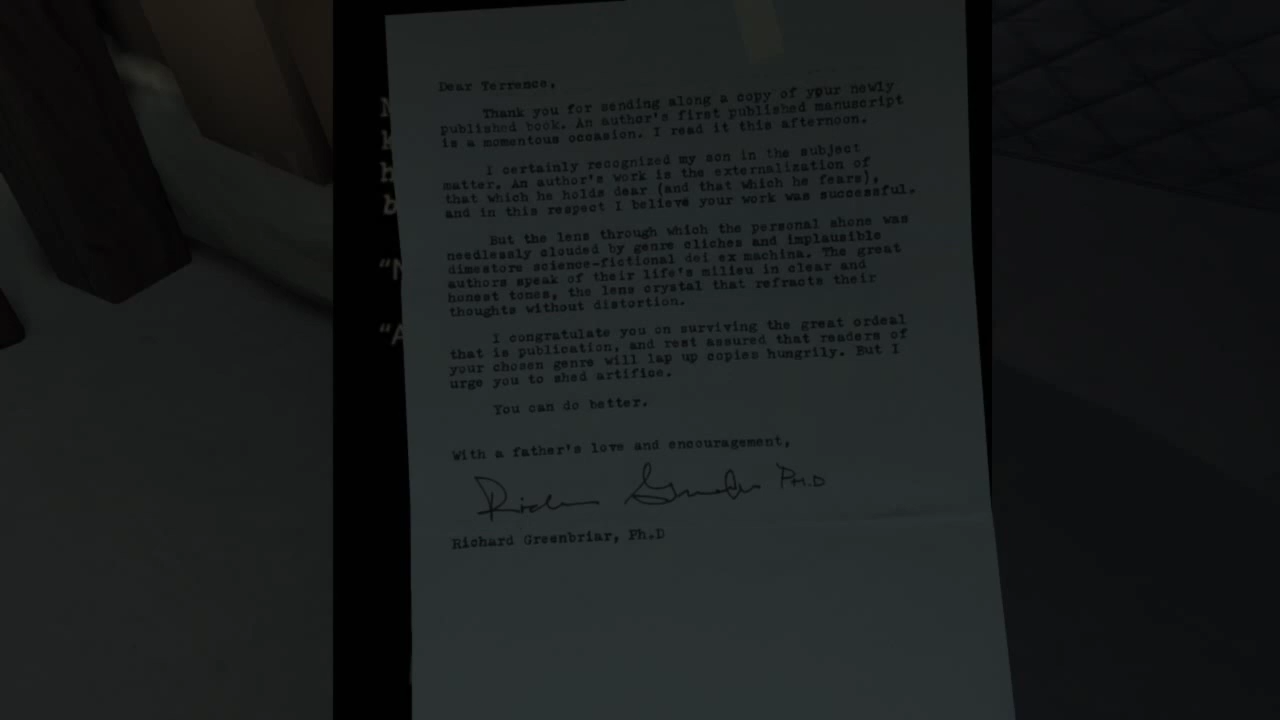 Dear Terrence,
Thank you for sending along a copy of your newly
published book. An author's first published manuscript
is a momentous occasion. I read it this afternoon.
I certainly recognized my son in the subject
matter. An author's work is the externalization of
that which he holds dear (and that which he fears),
and in this respect I believe your work was successful.
But the lens through which the personal shone was
needlessly clouded by genre cliches and implausible
dimestore science-fictional dei ex machina. The great
authors speak of their life's milieu in clear and
honest tones, the lens crystal that refracts their
thoughts without distortion.
I congratulate you on surviving the great ordeal
that is publication, and rest assured that readers of
your chosen genre will lap up copies hungrily. But I
urge you to shed artifice.
You can do better.
With a father's love and encouragement,
Richard Greenbriar PH.D
Richard Greenbriar, Ph.D